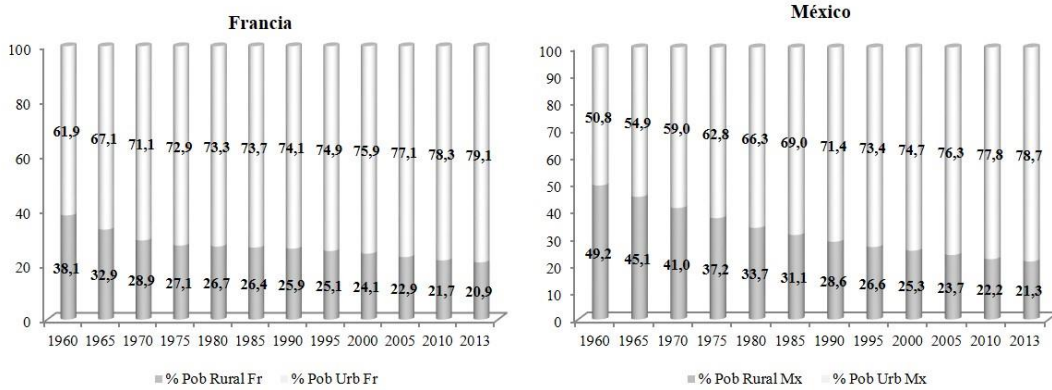 Francia
100
80
60
40
20
0
61,9 67,1 71,1 72,9 73,3 73,7 74,1 74,9 75,9 77,1 78,3 79,1
38,1 32,9 28,9 27,1 26,7 26,4 25,9 25,1 24,1 22,9 21,7 20,9
1960 1965 1970 1975 1980 1985 1990 1995 2000 2005 2010 2013
% Pob Rural Fr % Pob Urb Fr
México
100
90
80
70
60
50
40
30
20
10
0
50,8 54,9 59,0 62,8 66,3 69,0 71,4 73,4 74,7 76,3 77,8 78,7
49,2 45,1 41,0 37,2 33,7 31,1 28,6 26,6 25,3 23,7 22,2 21,3
1960 1965 1970 1975 1980 1985 1990 1995 2000 2005 2010 2013
% Pob Rural Mx % Pob Urb Mx